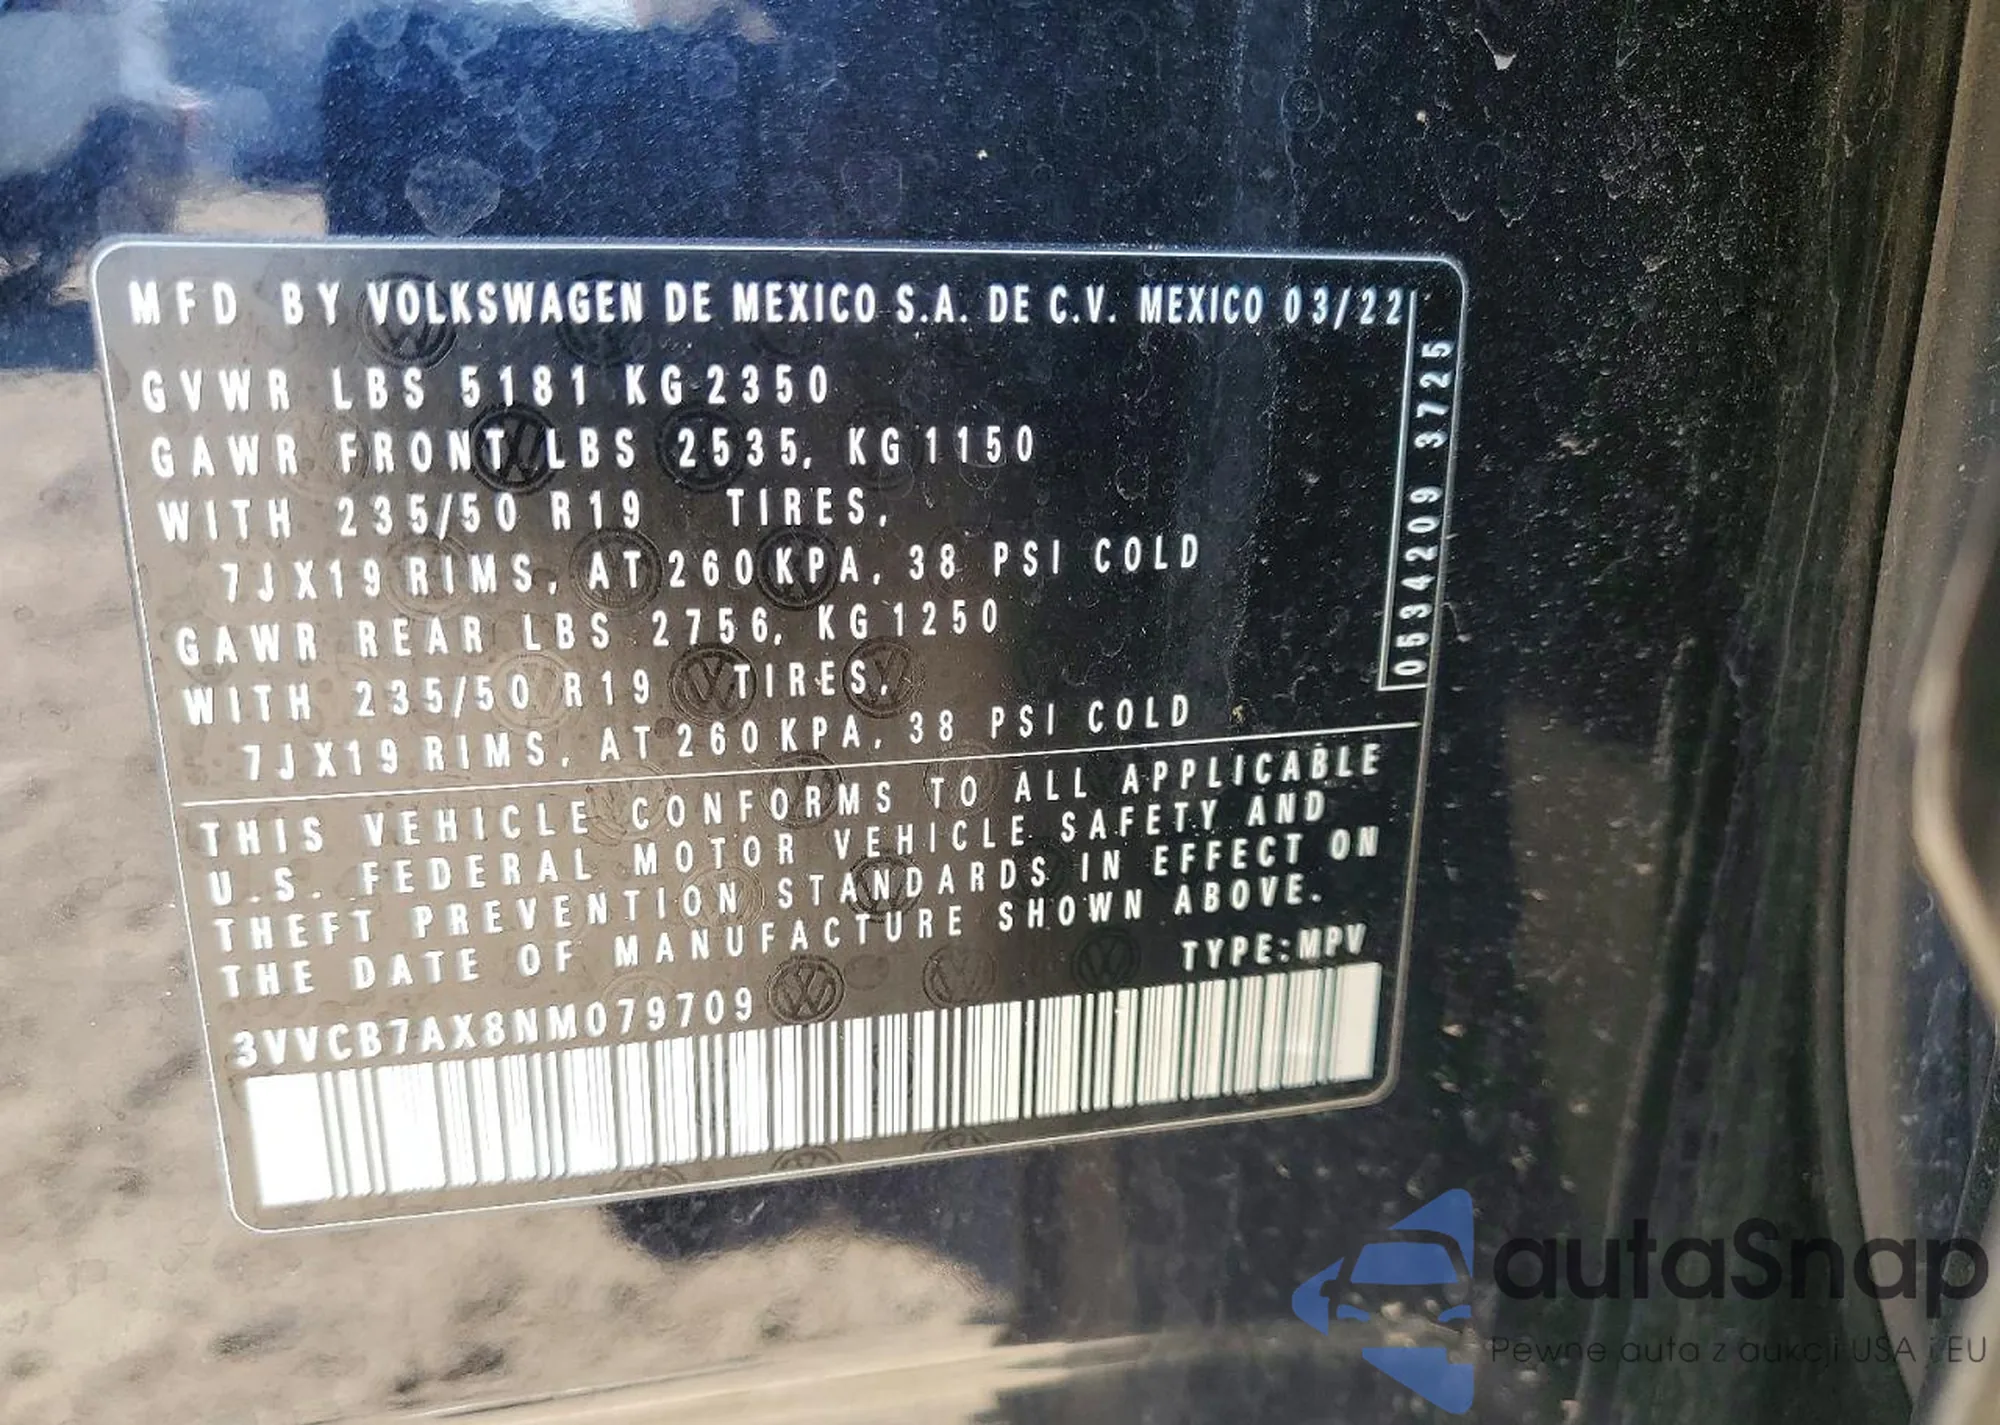 MFD BY VOLKSWAGEN DE MEXICO S.A. DE C.V. MEXICO 03/22
GVWR LBS 5181 KG 2350
GAWR FRONT LBS 2535, KG 1150
WITH 235/50 R19 TIRES,
7JX19 RIMS, AT 260 KPA, 38 PSI COLD
GAWR REAR LBS 2756, KG 1250
WITH 235/50 R19 TIRES,
7JX19 RIMS, AT 260 KPA, 38 PSI COLD
0534209 3725
THIS VEHICLE CONFORMS TO ALL APPLICABLE
U.S. FEDERAL MOTOR VEHICLE SAFETY AND
THEFT PREVENTION STANDARDS IN EFFECT ON
THE DATE OF MANUFACTURE SHOWN ABOVE.
TYPE:MPV
3VVCB7AX8NM079709
autaSnap
Pewne auta z aukcji USA i EU